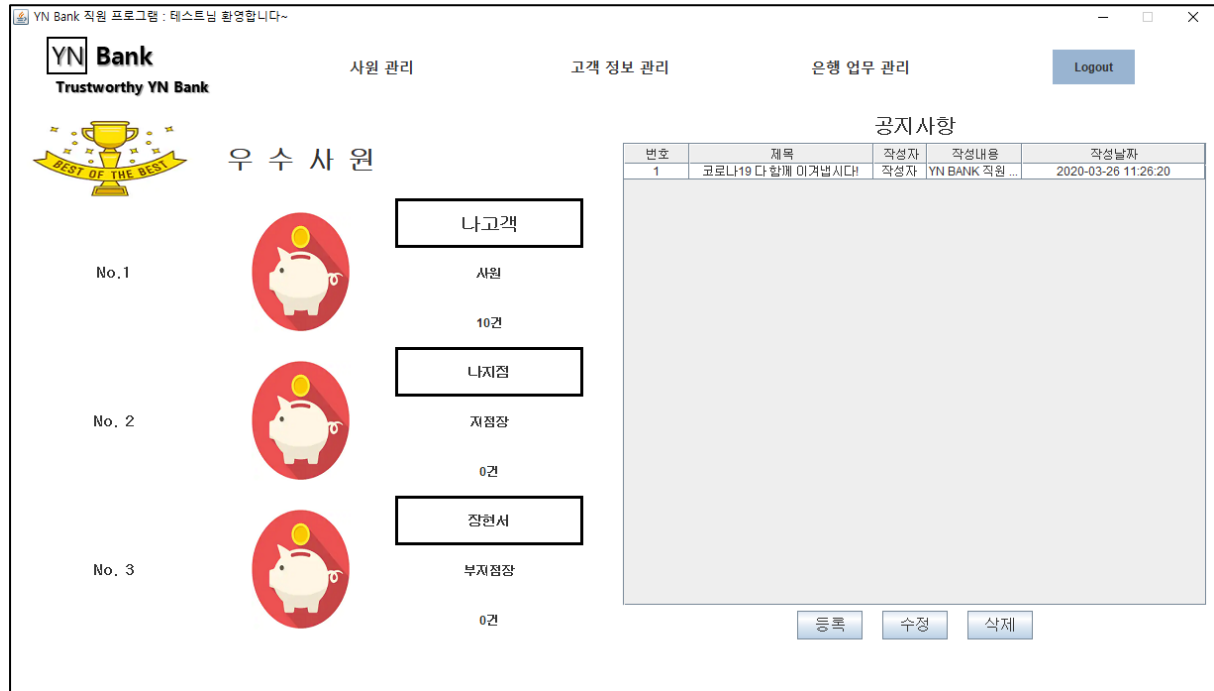 YN Bank 직원 프로그램 : 테스트님 환영합니다~
YN Bank
Trustworthy YN Bank
사원 관리
고객 정보 관리
은행 업무 관리
Logout
BEST OF THE BEST
우 수 사 원
No.1
나고객
사원
10건
No. 2
나지점
지점장
0건
No. 3
장현서
부지점장
0건
공지사항
번호 제목 작성자 작성내용 작성날짜
1 코로나19 다 함께 이겨냅시다! 작성자 YN BANK 직원 ... 2020-03-26 11:26:20
등록 수정 삭제